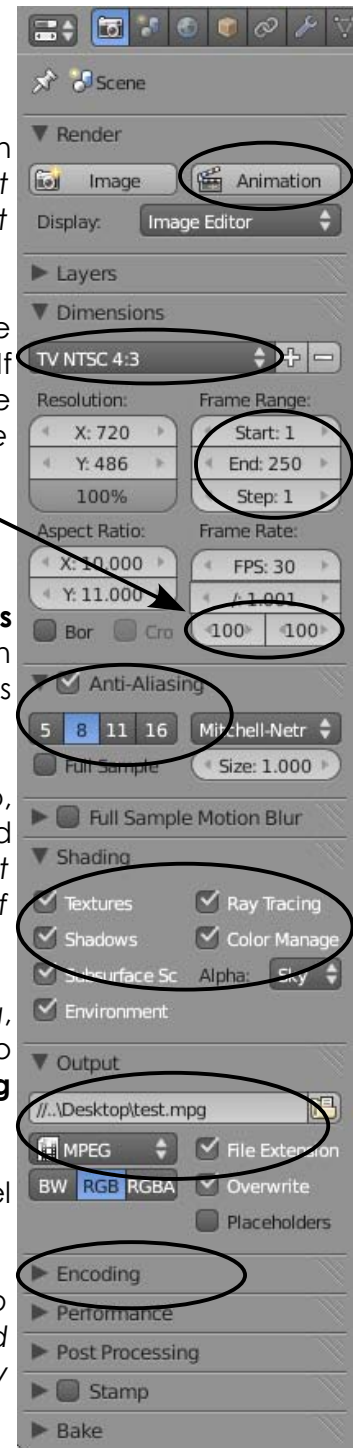 Scene
Render
n
Image Animation
t
Display: Image Editor
t
Layers
Dimensions
e
TV NTSC 4:3
If
Resolution: Frame Range:
e
X: 720 Start: 1
e
Y: 486 End: 250
100% Step: 1
Aspect Ratio: Frame Rate:
X: 10.000 FPS: 30
Y: 11.000 /: 1.001
s
Bor Cro 100 100
n
s
Anti-Aliasing
5 8 11 16 Mitchell-Netr
Full Sample Size: 1.000
o,
Full Sample Motion Blur
d
Shading
t
f
Textures Ray Tracing
Shadows Color Manage
Subsurface Sc Alpha: Sky
Environment
,
o
Output
g
//..\Desktop\test.mpg
MPEG File Extension
BW RGB RGBA Overwrite
el
Placeholders
Encoding
o
Performance
d
Post Processing
y
Stamp
Bake